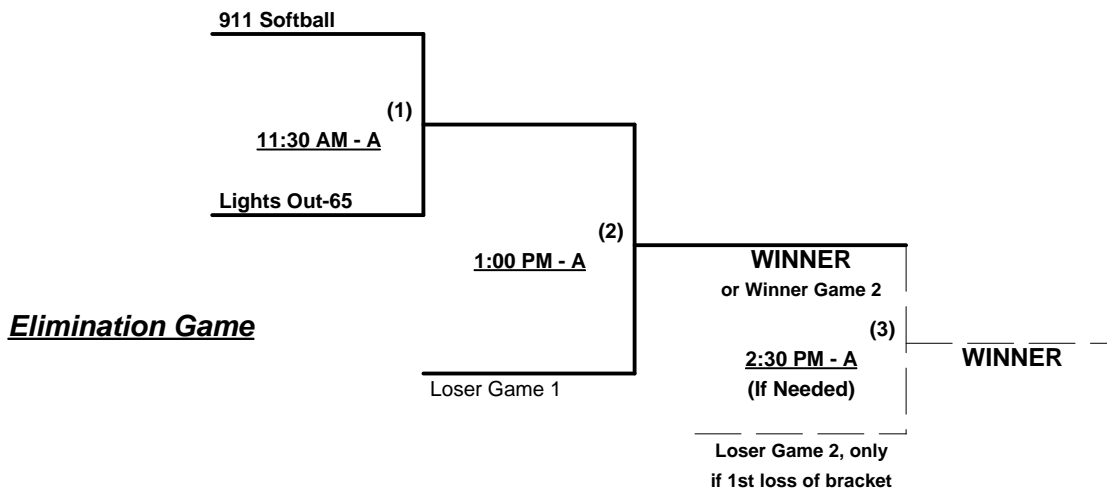 911 Softball
(1)
11:30 AM - A
Lights Out-65
(2)
1:00 PM - A
WINNER
or Winner Game 2
Elimination Game
(3)
2:30 PM - A
WINNER
(If Needed)
Loser Game 1
Loser Game 2, only
if 1st loss of bracket